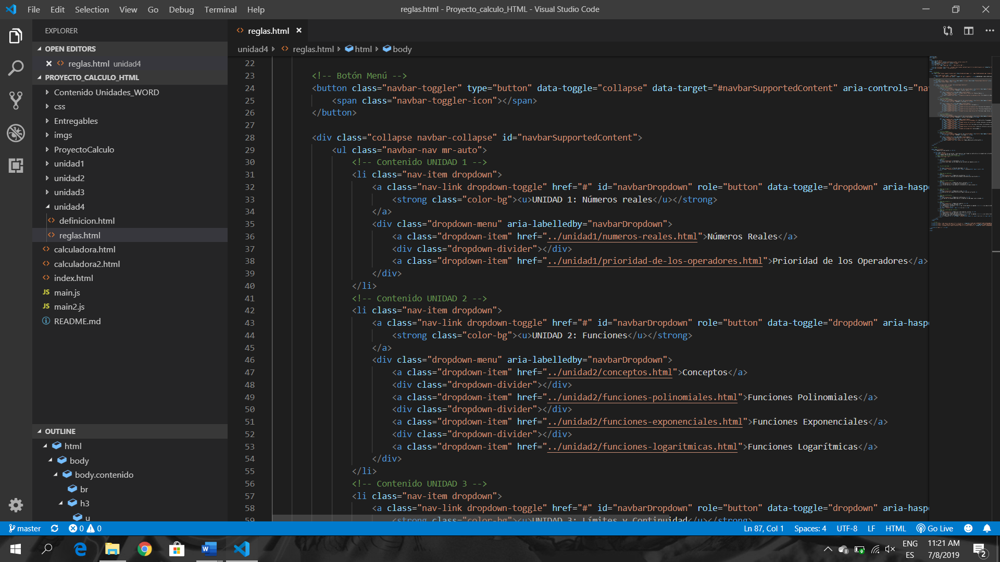 File Edit Selection View Go Debug Terminal Help
reglas.html - Proyecto_calculo_HTML - Visual Studio Code
EXPLORER
OPEN EDITORS
reglas.html unidad4
PROYECTO_CALCULO_HTML
Contenido Unidades_WORD
css
Entregables
imgs
ProyectoCalculo
unidad1
unidad2
unidad3
unidad4
definicion.html
reglas.html
calculadora.html
calculadora2.html
index.html
JS main.js
JS main2.js
README.md
OUTLINE
html
body
body.contenido
br
h3
u
reglas.html
unidad4 reglas.html html body
22
23 <!-- Botón Menú -->
24 <button class="navbar-toggler" type="button" data-toggle="collapse" data-target="#navbarSupportedContent" aria-controls="nav
25 <span class="navbar-toggler-icon"></span>
26 </button>
27
28 <div class="collapse navbar-collapse" id="navbarSupportedContent">
29 <ul class="navbar-nav mr-auto">
30 <!-- Contenido UNIDAD 1 -->
31 <li class="nav-item dropdown">
32 <a class="nav-link dropdown-toggle" href="#" id="navbarDropdown" role="button" data-toggle="dropdown" aria-haspo
33 <strong class="color-bg"><u>UNIDAD 1: Números reales</u></strong>
34 </a>
35 <div class="dropdown-menu" aria-labelledby="navbarDropdown">
36 <a class="dropdown-item" href="../unidad1/numeros-reales.html">Números Reales</a>
37 <div class="dropdown-divider"></div>
38 <a class="dropdown-item" href="../unidad1/prioridad-de-los-operadores.html">Prioridad de los Operadores</a>
39 </div>
40 </li>
41 <!-- Contenido UNIDAD 2 -->
42 <li class="nav-item dropdown">
43 <a class="nav-link dropdown-toggle" href="#" id="navbarDropdown" role="button" data-toggle="dropdown" aria-haspo
44 <strong class="color-bg"><u>UNIDAD 2: Funciones</u></strong>
45 </a>
46 <div class="dropdown-menu" aria-labelledby="navbarDropdown">
47 <a class="dropdown-item" href="../unidad2/conceptos.html">Conceptos</a>
48 <div class="dropdown-divider"></div>
49 <a class="dropdown-item" href="../unidad2/funciones-polinomiales.html">Funciones Polinomiales</a>
50 <div class="dropdown-divider"></div>
51 <a class="dropdown-item" href="../unidad2/funciones-exponenciales.html">Funciones Exponenciales</a>
52 <div class="dropdown-divider"></div>
53 <a class="dropdown-item" href="../unidad2/funciones-logaritmicas.html">Funciones Logarítmicas</a>
54 </div>
55 </li>
56 <!-- Contenido UNIDAD 3 -->
57 <li class="nav-item dropdown">
58 <a class="nav-link dropdown-toggle" href="#" id="navbarDropdown" role="button" data-toggle="dropdown" aria-haspo
59 <strong class="color-bg"><u>UNIDAD 3: Límites y Continuidad</u></strong>
master 0 0
Ln 87, Col 1 Spaces: 4 UTF-8 LF HTML Go Live
ENG
ES
11:21 AM
7/8/2019
2